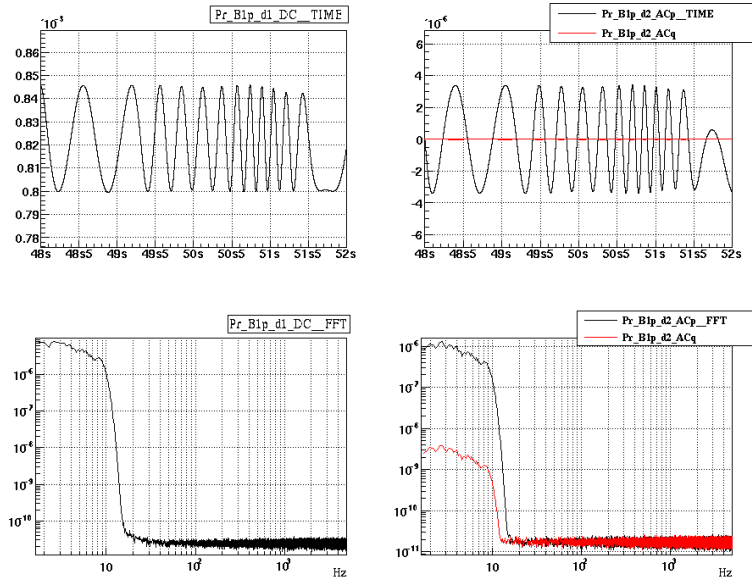 Pr_B1p_d1_DC__TIME
×10⁻³
0.86
0.85
0.84
0.83
0.82
0.81
0.8
0.79
0.78
48s 48s5 49s 49s5 50s 50s5 51s 51s5 52s
Pr_B1p_d2_ACp__TIME
Pr_B1p_d2_ACq
×10⁻⁶
6
4
2
0
-2
-4
-6
48s 48s5 49s 49s5 50s 50s5 51s 51s5 52s
Pr_B1p_d1_DC__FFT
10⁻⁶
10⁻⁷
10⁻⁸
10⁻⁹
10⁻¹⁰
10 10² 10³
Hz
Pr_B1p_d2_ACp__FFT
Pr_B1p_d2_ACq
10⁻⁶
10⁻⁷
10⁻⁸
10⁻⁹
10⁻¹⁰
10⁻¹¹
10 10² 10³
Hz